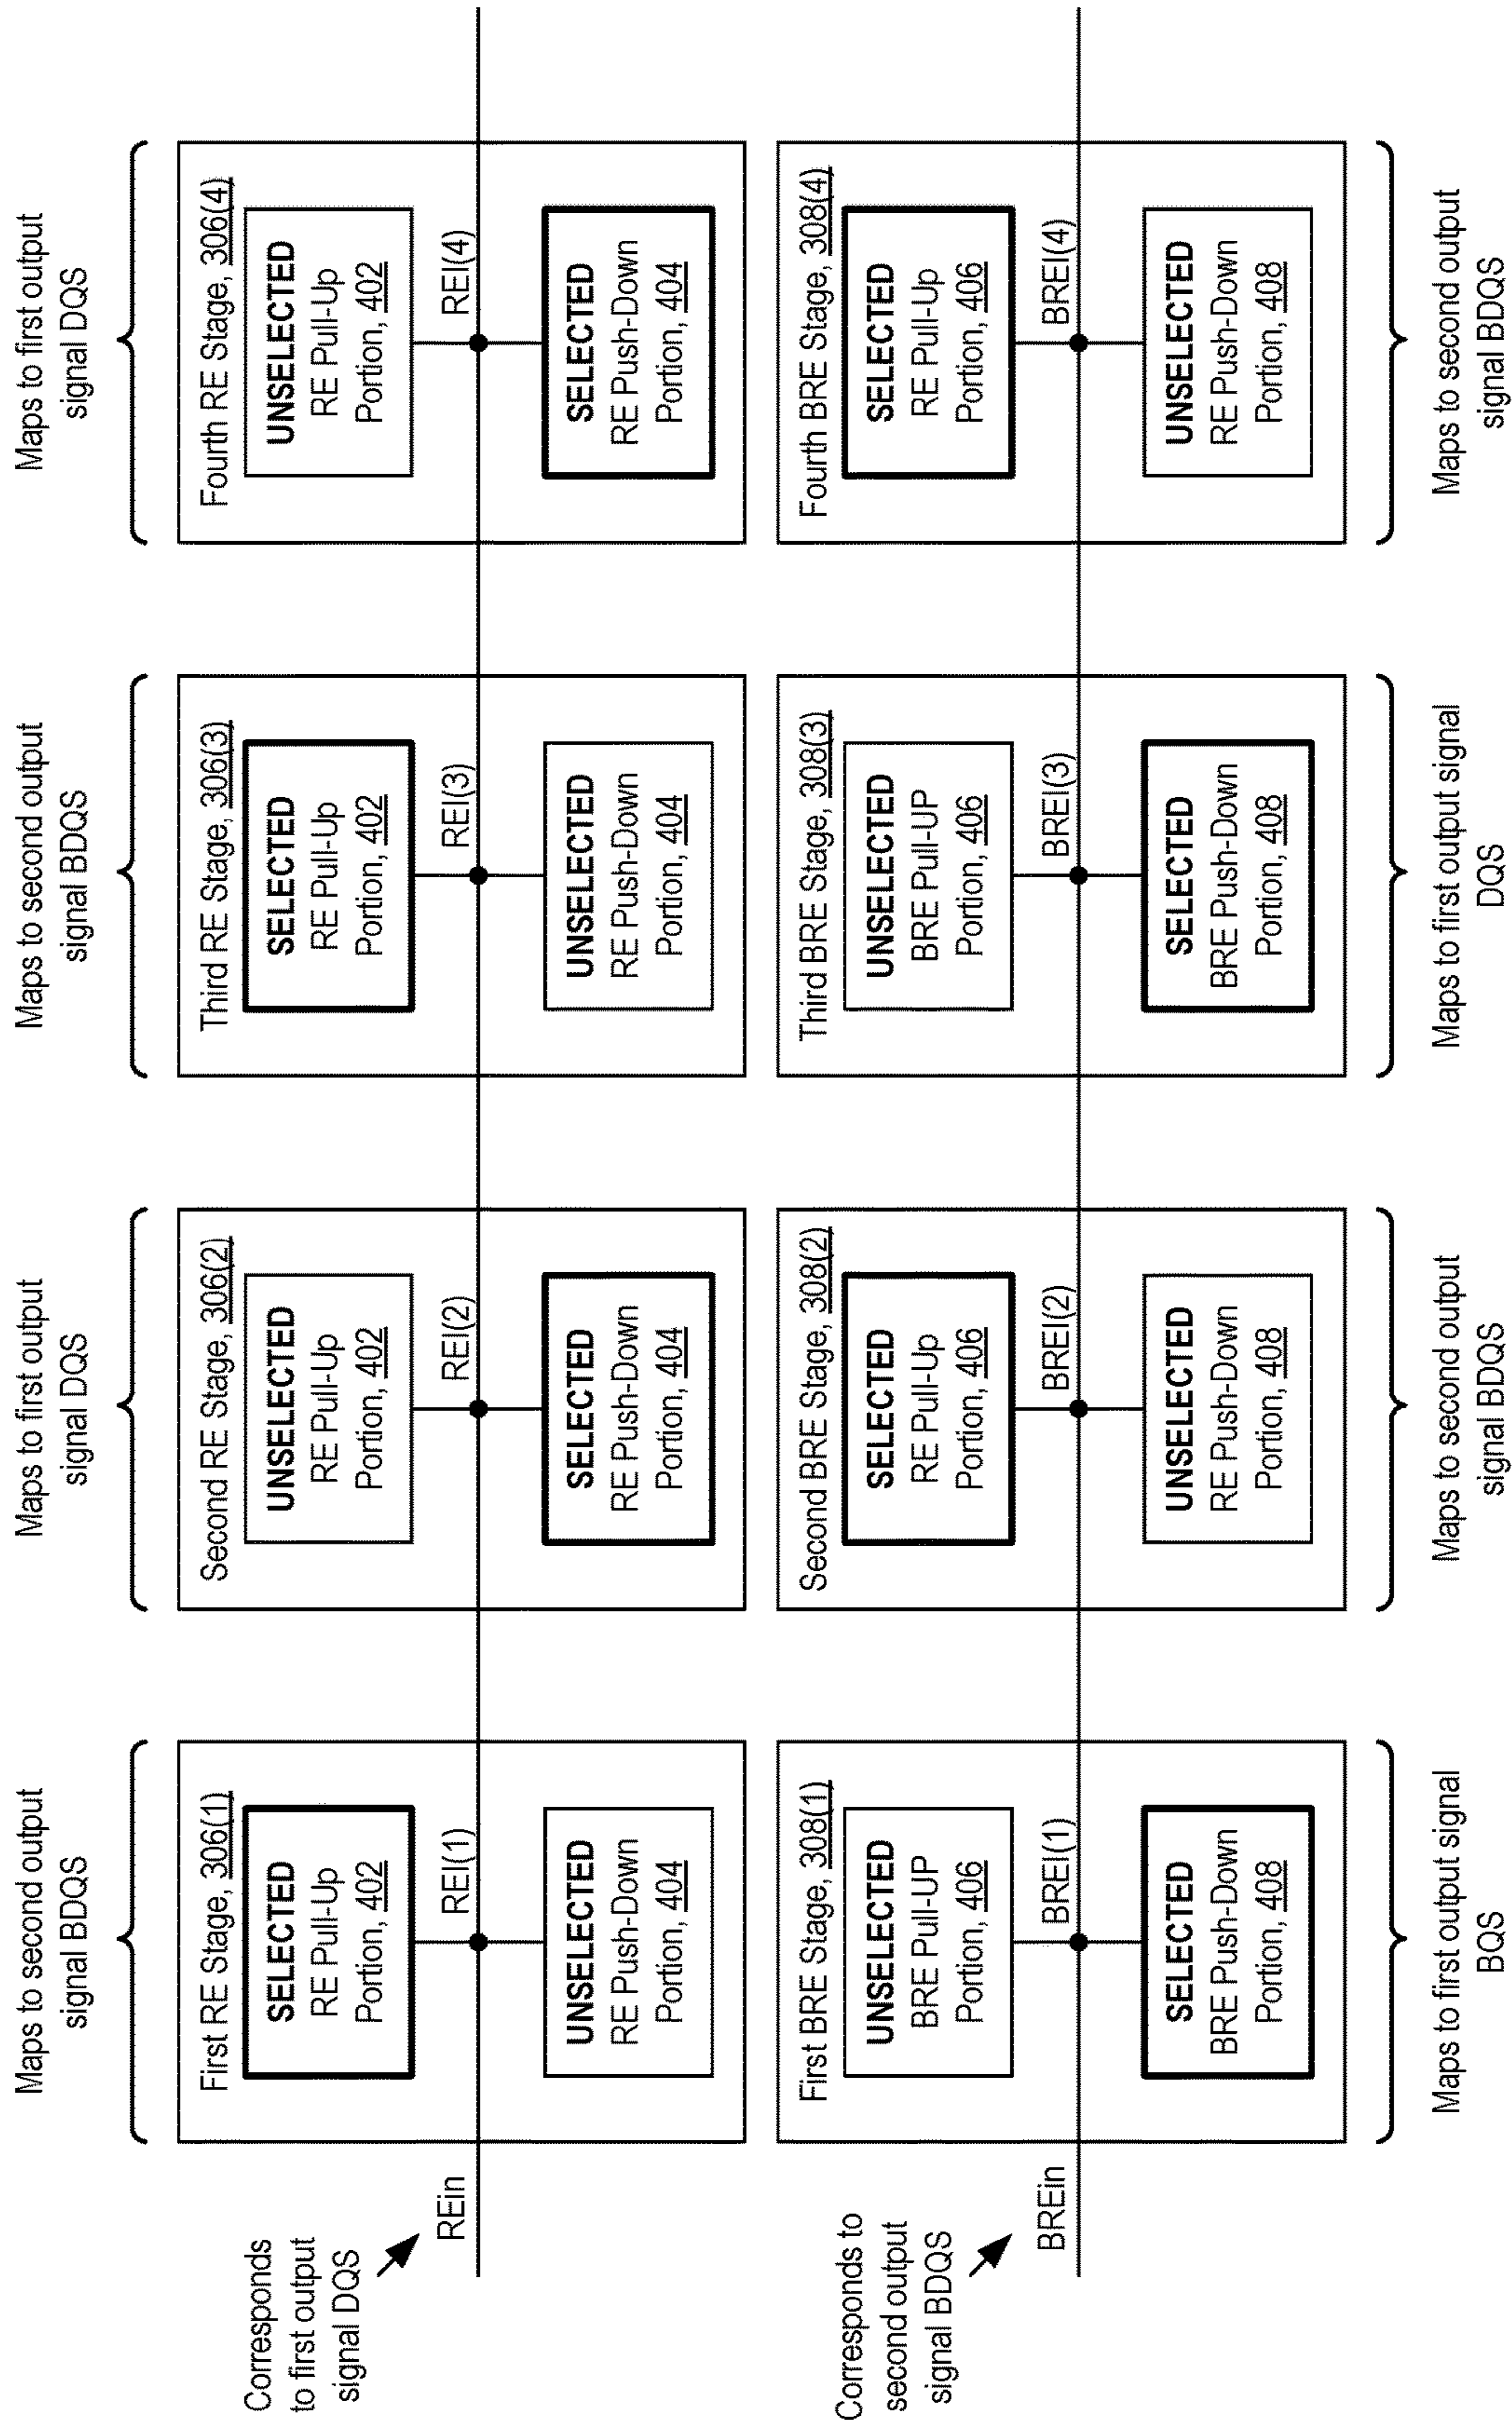 Maps to second output
signal BDQS
Maps to first output
signal DQS
Maps to second output
signal BDQS
Maps to first output
signal DQS
Corresponds
to first output
signal DQS
REin
First RE Stage, 306(1)
SELECTED
RE Pull-Up
Portion, 402
REI(1)
UNSELECTED
RE Push-Down
Portion, 404
Second RE Stage, 306(2)
UNSELECTED
RE Pull-Up
Portion, 402
REI(2)
SELECTED
RE Push-Down
Portion, 404
Third RE Stage, 306(3)
SELECTED
RE Pull-Up
Portion, 402
REI(3)
UNSELECTED
RE Push-Down
Portion, 404
Fourth RE Stage, 306(4)
UNSELECTED
RE Pull-Up
Portion, 402
REI(4)
SELECTED
RE Push-Down
Portion, 404
Corresponds to
second output
signal BDQS
BREin
First BRE Stage, 308(1)
UNSELECTED
BRE Pull-UP
Portion, 406
BREI(1)
SELECTED
BRE Push-Down
Portion, 408
Second BRE Stage, 308(2)
SELECTED
RE Pull-Up
Portion, 406
BREI(2)
UNSELECTED
RE Push-Down
Portion, 408
Third BRE Stage, 308(3)
UNSELECTED
BRE Pull-UP
Portion, 406
BREI(3)
SELECTED
BRE Push-Down
Portion, 408
Fourth BRE Stage, 308(4)
SELECTED
RE Pull-Up
Portion, 406
BREI(4)
UNSELECTED
RE Push-Down
Portion, 408
Maps to first output signal
BQS
Maps to second output
signal BDQS
Maps to first output signal
DQS
Maps to second output
signal BDQS